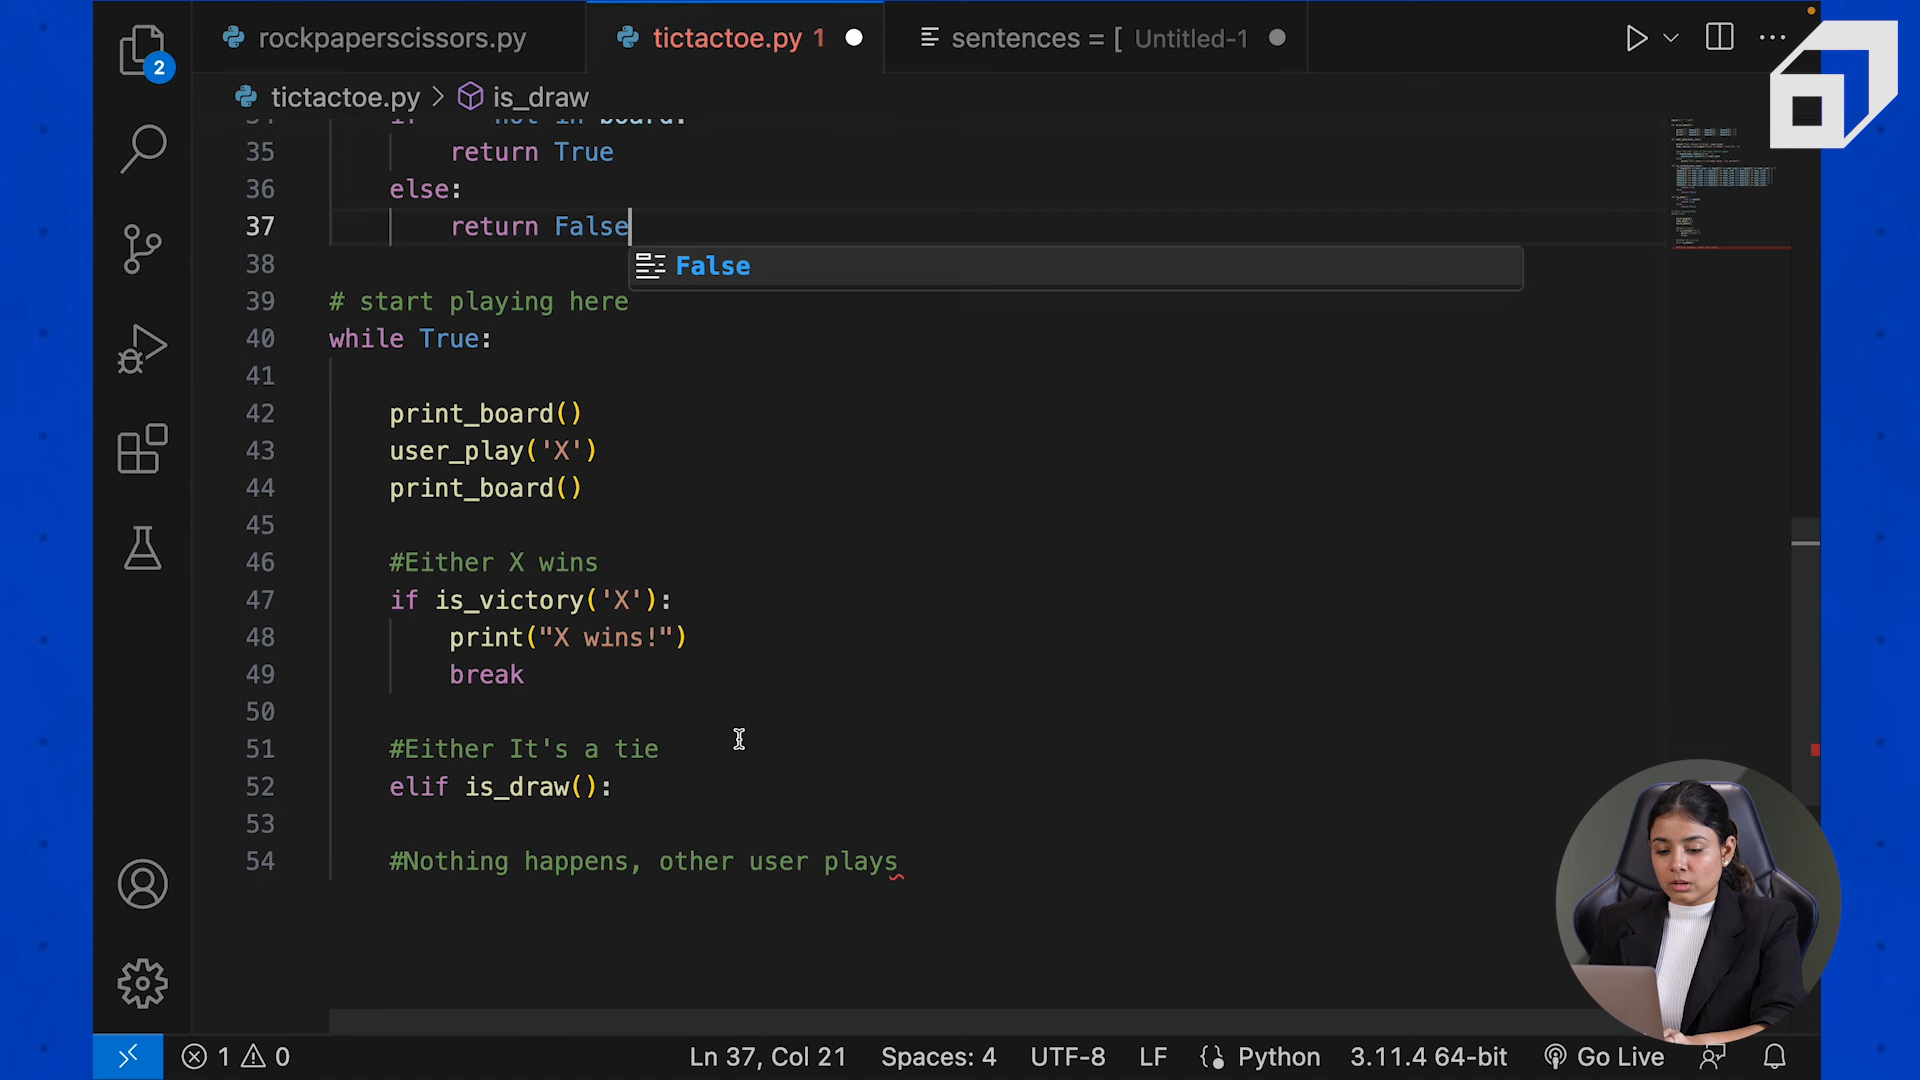 rockpaperscissors.py
tictactoe.py 1
sentences = [ Untitled-1
2
tictactoe.py > is_draw
35 return True
36 else:
37 return False
False
38
39 # start playing here
40 while True:
41
42 print_board()
43 user_play('X')
44 print_board()
45
46 #Either X wins
47 if is_victory('X'):
48 print("X wins!")
49 break
50
51 #Either It's a tie
52 elif is_draw():
53
54 #Nothing happens, other user plays
1 0
Ln 37, Col 21 Spaces: 4 UTF-8 LF Python 3.11.4 64-bit Go Live